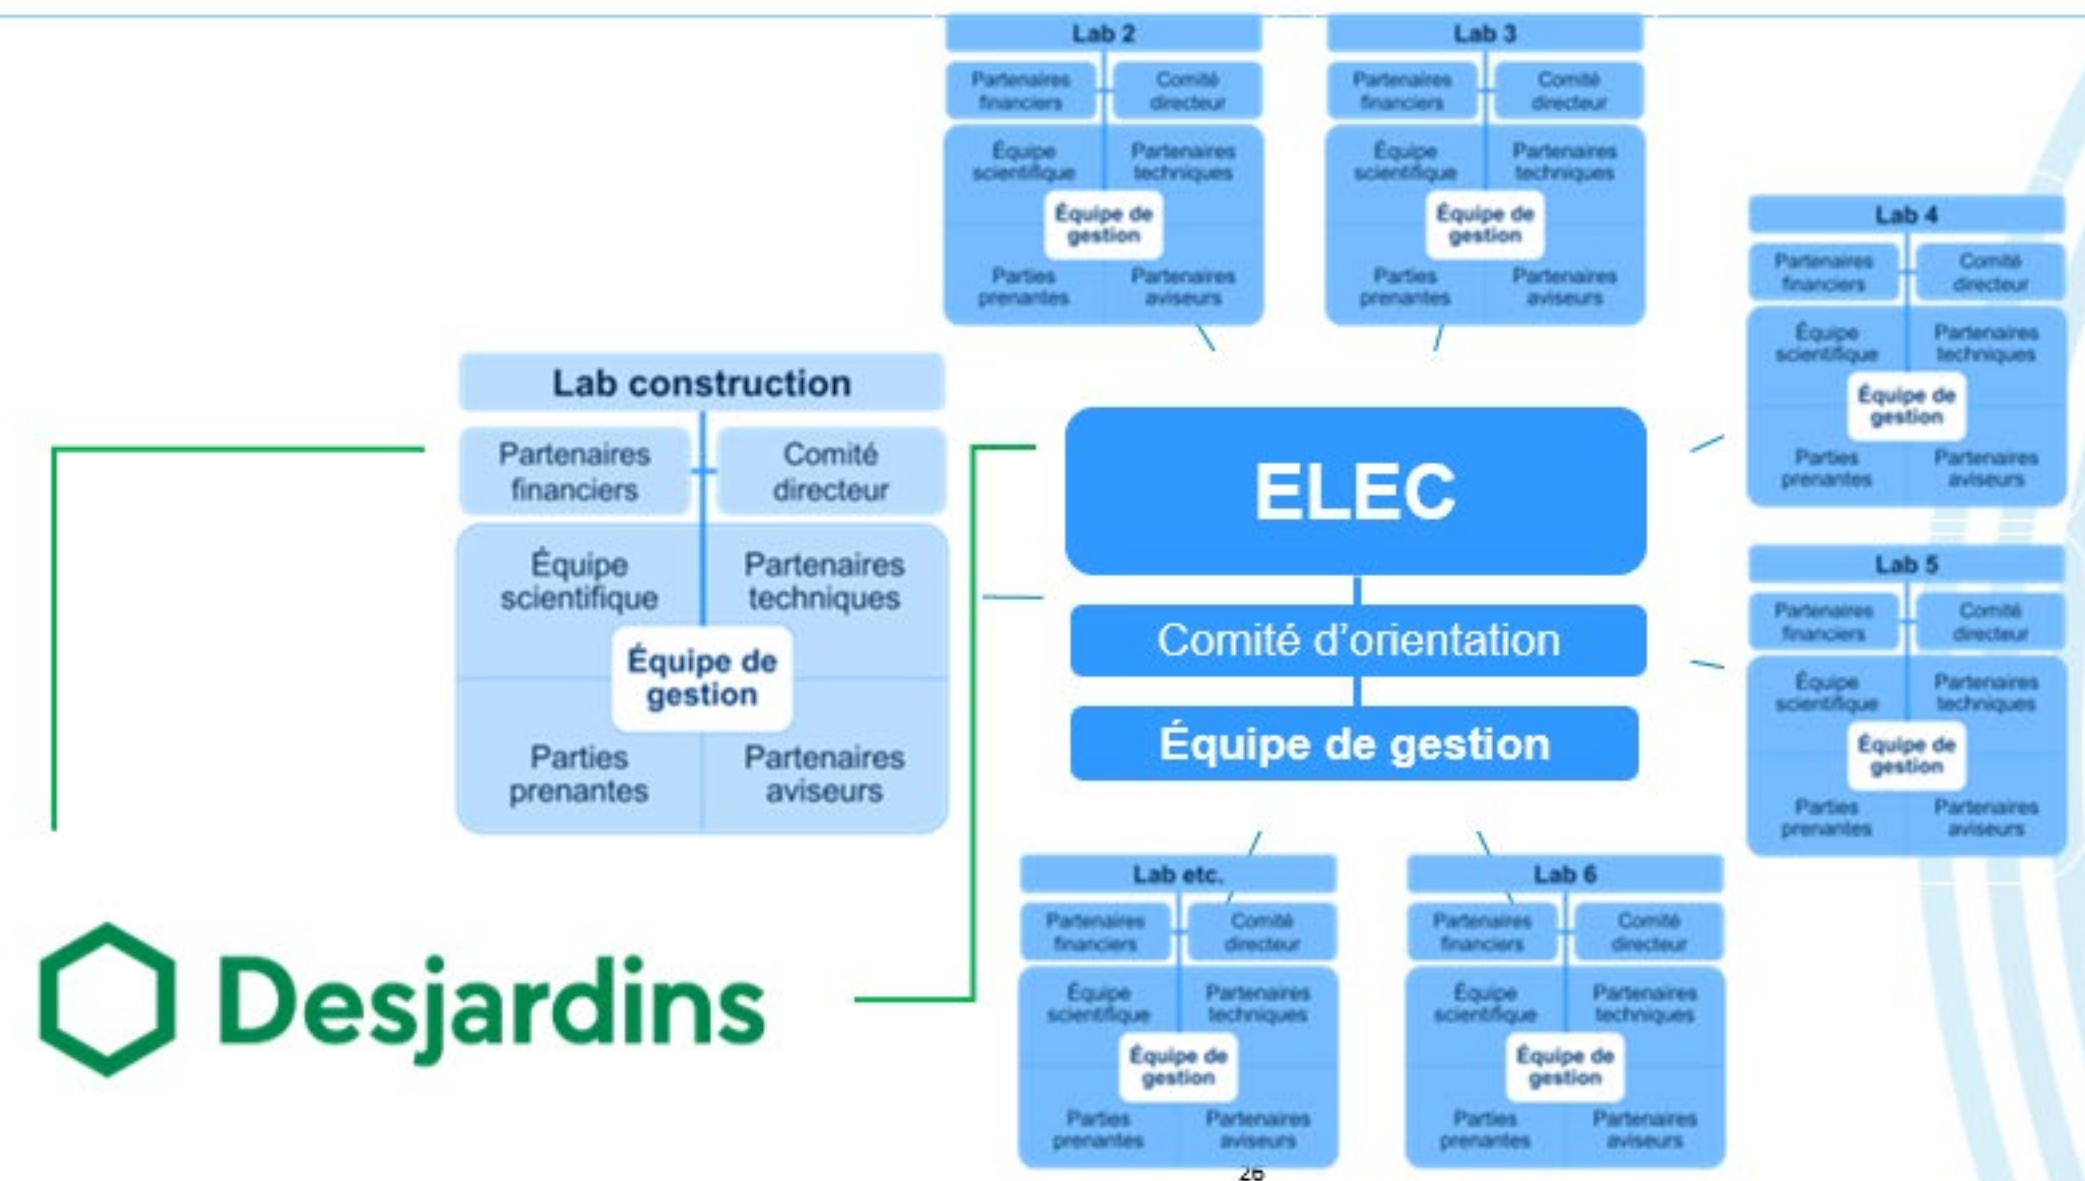 Lab 2
Partenaires
financiers
Comité
directeur
Équipe
scientifique
Partenaires
techniques
Équipe de
gestion
Parties
prenantes
Partenaires
aviseurs
Lab 3
Partenaires
financiers
Comité
directeur
Équipe
scientifique
Partenaires
techniques
Équipe de
gestion
Parties
prenantes
Partenaires
aviseurs
Lab 4
Partenaires
financiers
Comité
directeur
Équipe
scientifique
Partenaires
techniques
Équipe de
gestion
Parties
prenantes
Partenaires
aviseurs
Lab construction
Partenaires
financiers
Comité
directeur
Équipe
scientifique
Partenaires
techniques
Équipe de
gestion
Parties
prenantes
Partenaires
aviseurs
ELEC
Comité d’orientation
Équipe de gestion
Lab 5
Partenaires
financiers
Comité
directeur
Équipe
scientifique
Partenaires
techniques
Équipe de
gestion
Parties
prenantes
Partenaires
aviseurs
Desjardins
Lab etc.
Partenaires
financiers
Comité
directeur
Équipe
scientifique
Partenaires
techniques
Équipe de
gestion
Parties
prenantes
Partenaires
aviseurs
Lab 6
Partenaires
financiers
Comité
directeur
Équipe
scientifique
Partenaires
techniques
Équipe de
gestion
Parties
prenantes
Partenaires
aviseurs
26